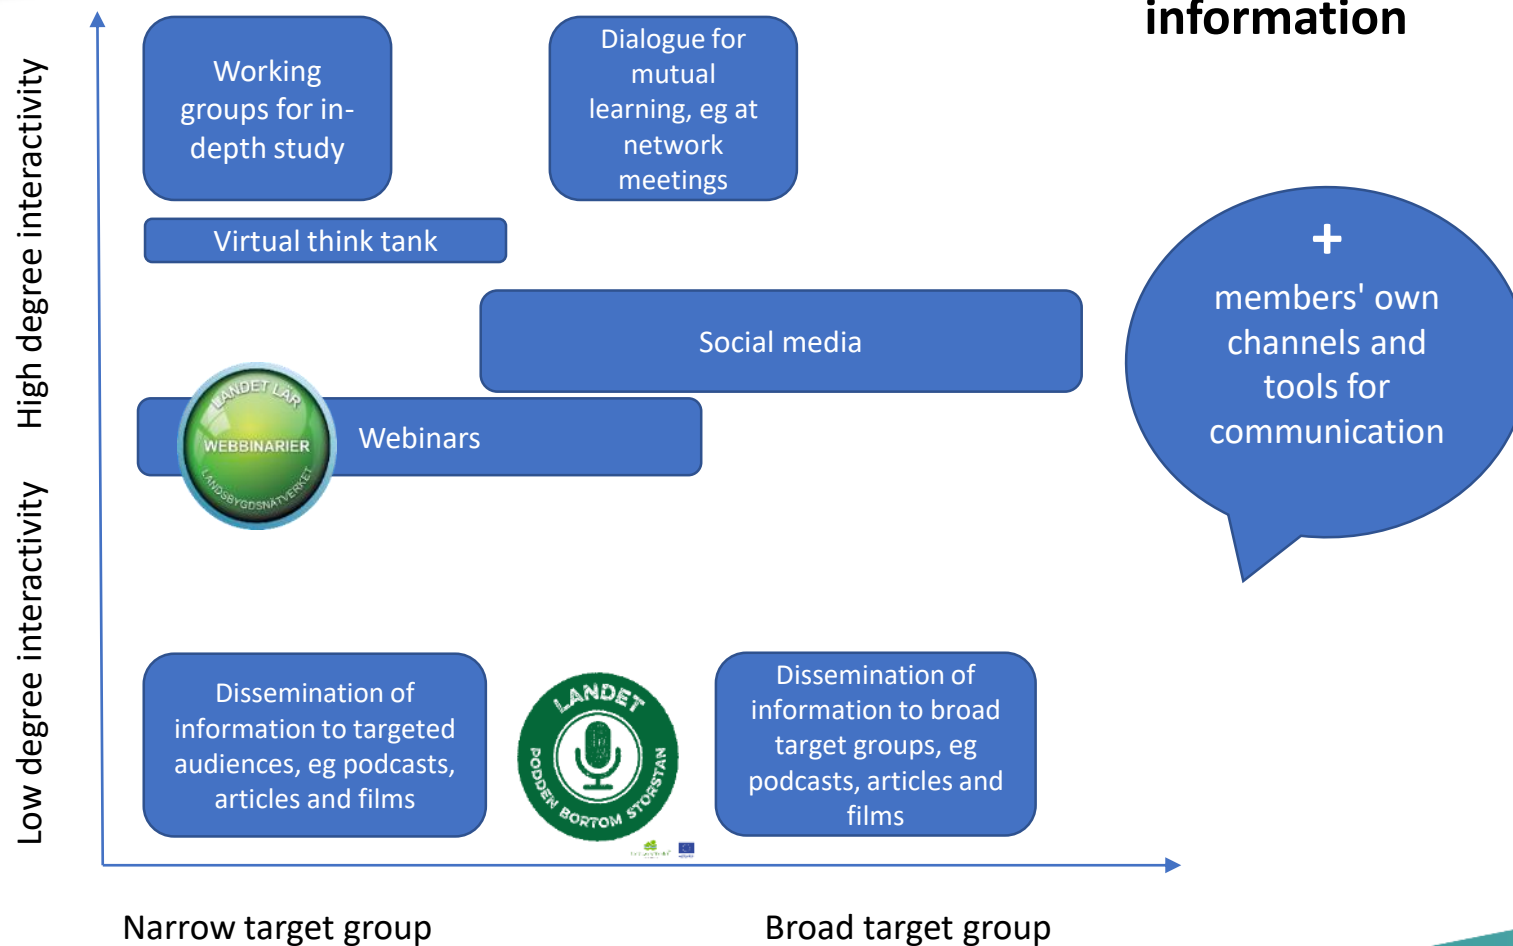 information
High degree interactivity
Low degree interactivity
Working
groups for in-
depth study
Dialogue for
mutual
learning, eg at
network
meetings
Virtual think tank
Social media
LANDET LÄR
WEBBINARIER
LANDSBYGDSNÄTVERKET
Webinars
+
members' own
channels and
tools for
communication
Dissemination of
information to targeted
audiences, eg podcasts,
articles and films
LANDET
PODDEN BORTOM STORSTAN
Dissemination of
information to broad
target groups, eg
podcasts, articles and
films
Narrow target group
Broad target group